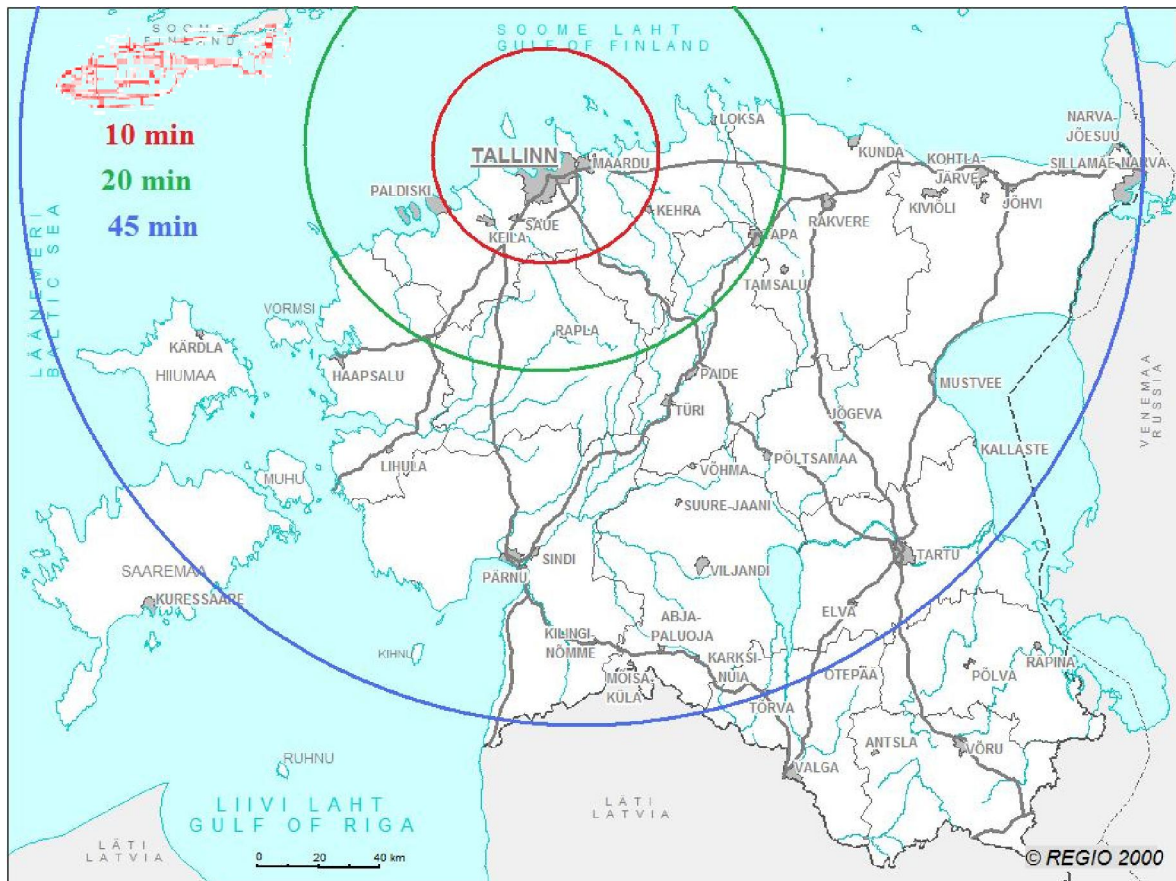 SOOME LAHT
GULF OF
FINLAND
SOOME LAHT
GULF OF FINLAND
10 min
20 min
45 min
LÄÄNEMERI
BALTIC SEA
TALLINN
MAARDU
LOKSA
KUNDA
NARVA-
JÕESUU
KOHTLA-
JÄRVE
SILLAMÄE
NARVA
PALDISKI
KEHRA
SAUE
KEILA
RAKVERE
KIVIÕLI
JÕHVI
TAPA
TAMSALU
VORMSI
KÄRDLA
HIIUMAA
RAPLA
HAAPSALU
PAIDE
TÜRI
MUSTVEE
JÕGEVA
VENEMAA
RUSSIA
LIHULA
MUHU
VÕHMA
PÕLTSAMAA
KALLASTE
SUURE-JAANI
SAAREMAA
KURESSAARE
SINDI
PÄRNU
VILJANDI
TARTU
ELVA
ABJA-
PALUOJA
KILINGI-
NÕMME
KIHNU
KARKSI-
NUIA
MÕISA-
KÜLA
OTEPÄÄ
PÕLVA
RÄPINA
TÕRVA
ANTSLA
VÕRU
VALGA
RUHNU
LIIVI LAHT
GULF OF RIGA
LÄTI
LATVIA
LÄTI
LATVIA
0 20 40 km
© REGIO 2000